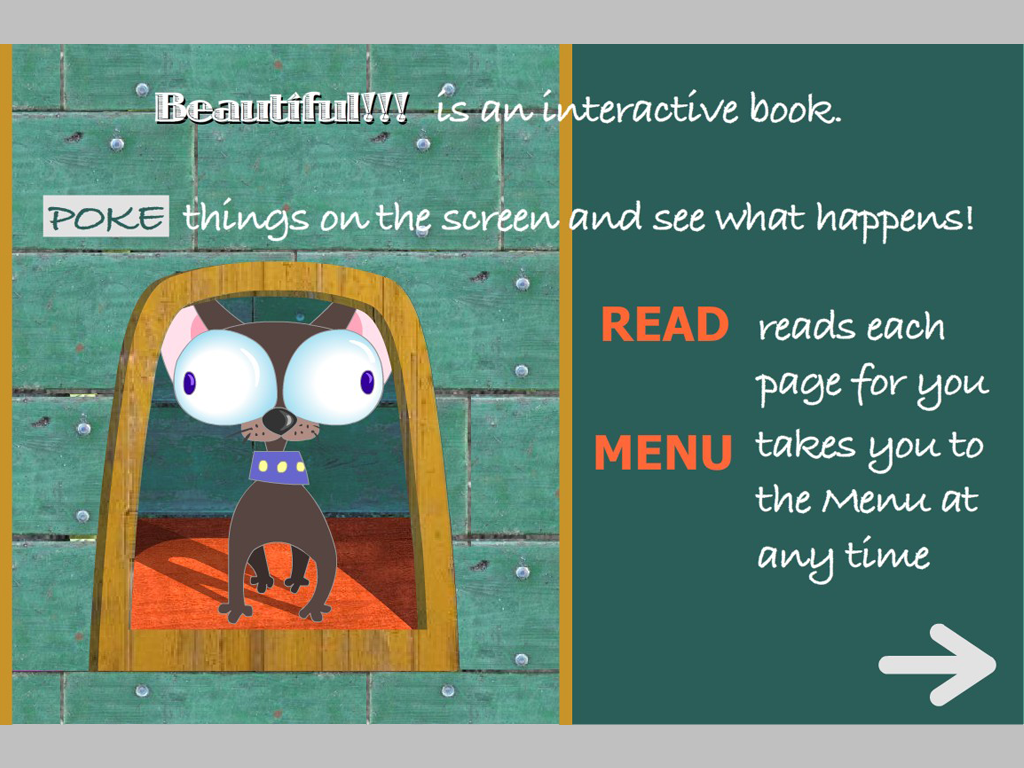 Beautiful!!! is an interactive book.
POKE things on the screen and see what happens!
READ reads each
page for you
MENU takes you to
the Menu at
any time